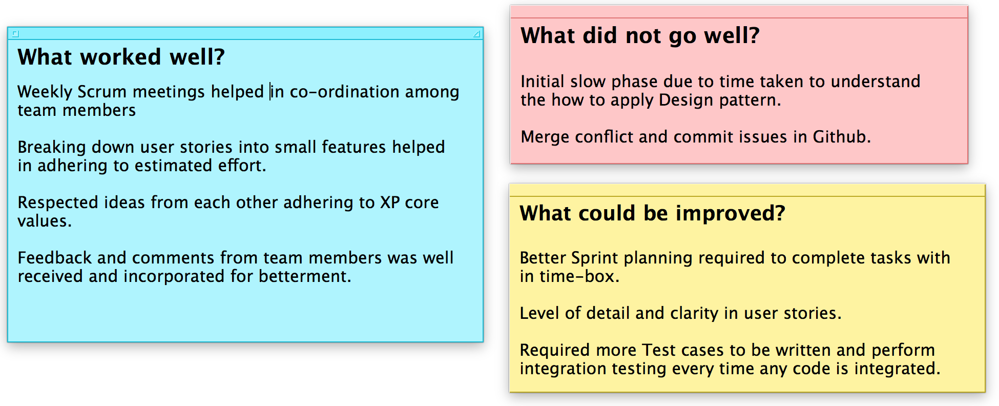 What worked well?
Weekly Scrum meetings helped in co-ordination among
team members
Breaking down user stories into small features helped
in adhering to estimated effort.
Respected ideas from each other adhering to XP core
values.
Feedback and comments from team members was well
received and incorporated for betterment.
What did not go well?
Initial slow phase due to time taken to understand
the how to apply Design pattern.
Merge conflict and commit issues in Github.
What could be improved?
Better Sprint planning required to complete tasks with
in time-box.
Level of detail and clarity in user stories.
Required more Test cases to be written and perform
integration testing every time any code is integrated.